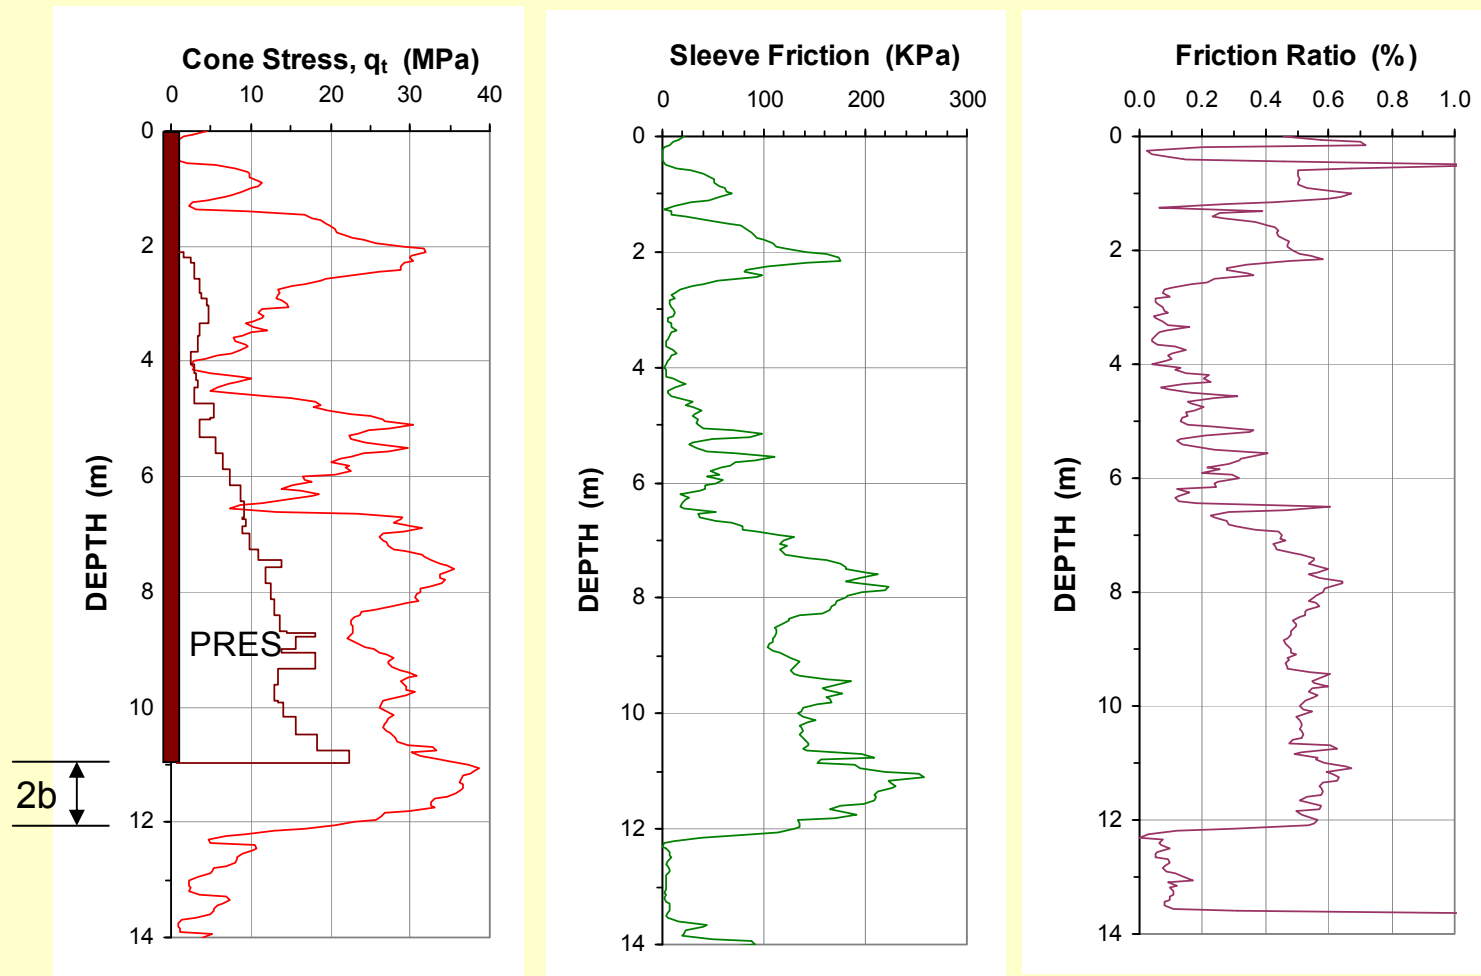 Cone Stress, qt (MPa)
0 10 20 30 40
0
2
4
6
8
10
12
14
DEPTH (m)
PRES
2b
Sleeve Friction (KPa)
0 100 200 300
0
2
4
6
8
10
12
14
DEPTH (m)
Friction Ratio (%)
0.0 0.2 0.4 0.6 0.8 1.0
0
2
4
6
8
10
12
14
DEPTH (m)